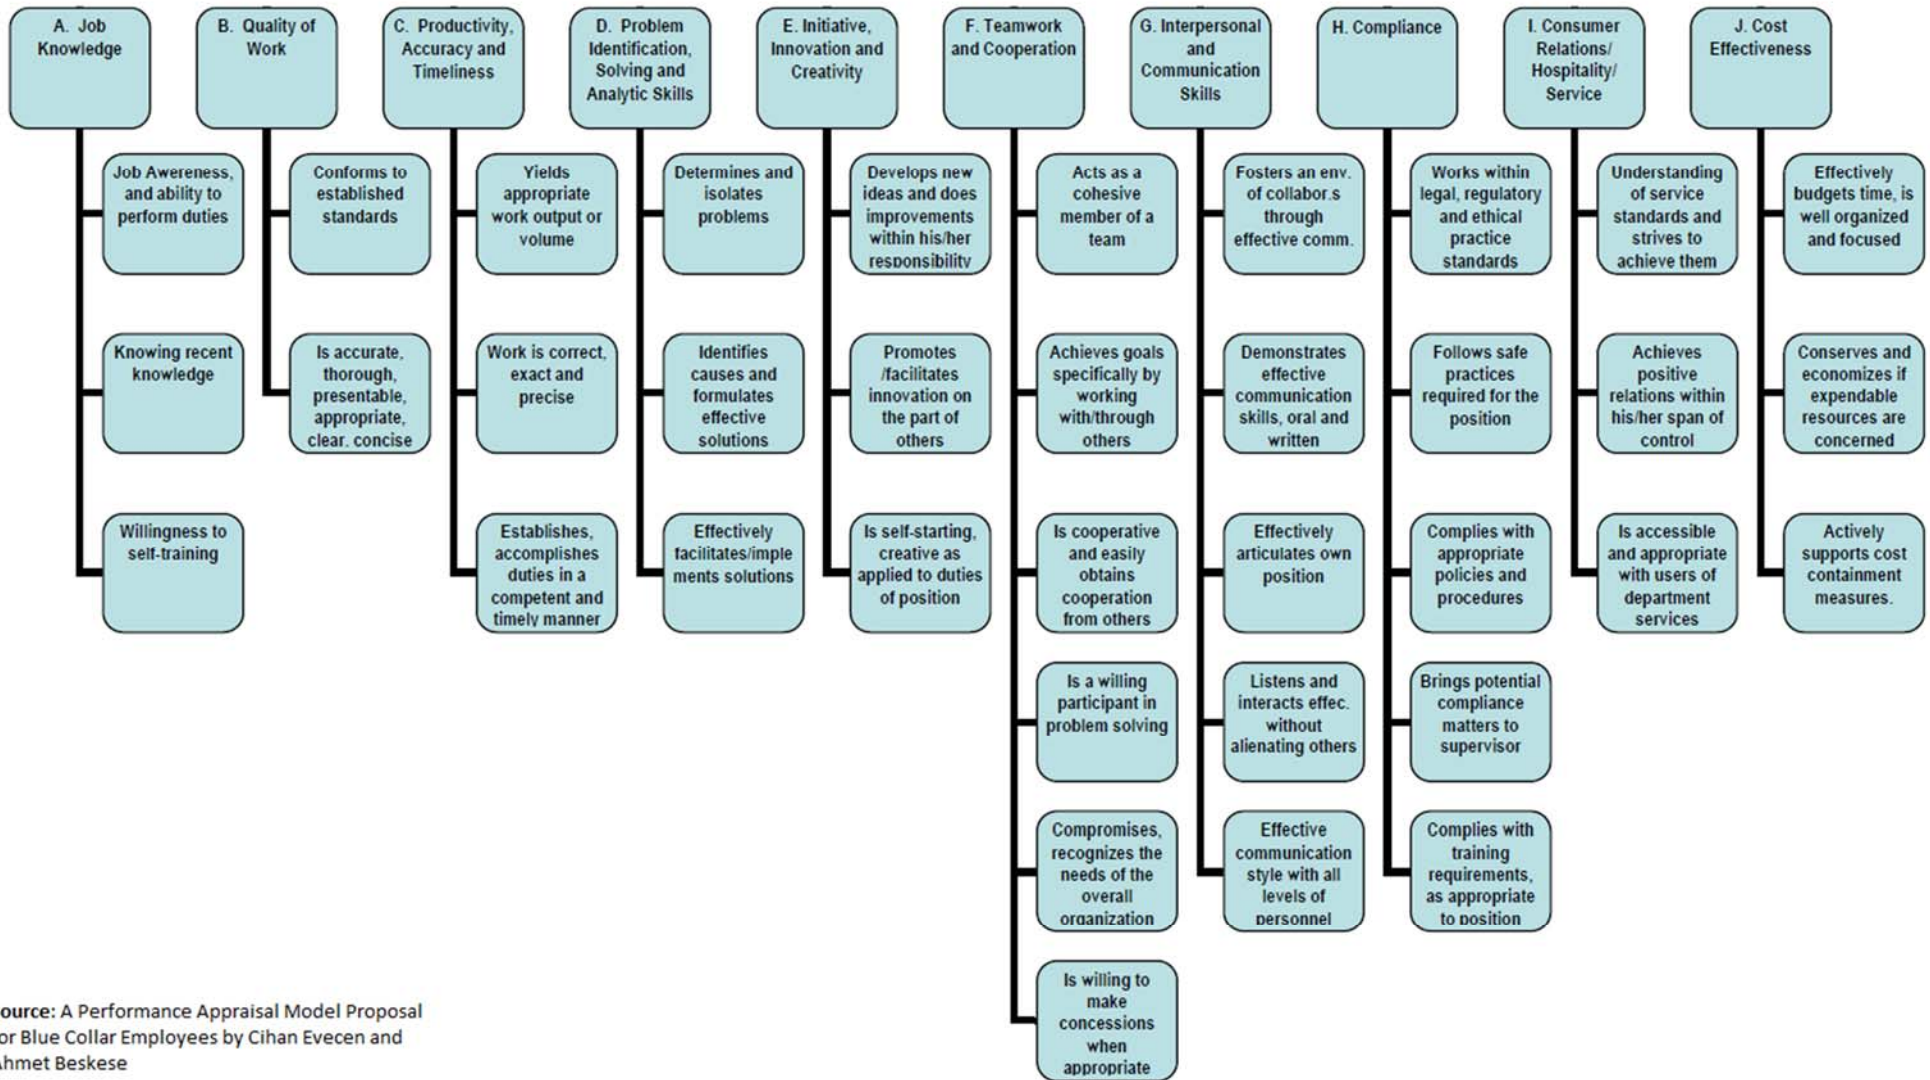 A. Job
Knowledge
B. Quality of
Work
C. Productivity,
Accuracy and
Timeliness
D. Problem
Identification,
Solving and
Analytic Skills
E. Initiative,
Innovation and
Creativity
F. Teamwork
and Cooperation
G. Interpersonal
and
Communication
Skills
H. Compliance
I. Consumer
Relations/
Hospitality/
Service
J. Cost
Effectiveness
Job Awereness,
and ability to
perform duties
Knowing recent
knowledge
Willingness to
self-training
Conforms to
established
standards
Is accurate,
thorough,
presentable,
appropriate,
clear, concise
Yields
appropriate
work output or
volume
Work is correct,
exact and
precise
Establishes,
accomplishes
duties in a
competent and
timely manner
Determines and
isolates
problems
Identifies
causes and
formulates
effective
solutions
Effectively
facilitates/imple
ments solutions
Develops new
ideas and does
improvements
within his/her
responsibility
Promotes
/facilitates
innovation on
the part of
others
Is self-starting,
creative as
applied to duties
of position
Acts as a
cohesive
member of a
team
Achieves goals
specifically by
working
with/through
others
Is cooperative
and easily
obtains
cooperation
from others
Is a willing
participant in
problem solving
Compromises,
recognizes the
needs of the
overall
organization
Is willing to
make
concessions
when
appropriate
Fosters an env.
of collabor.s
through
effective comm.
Demonstrates
effective
communication
skills, oral and
written
Effectively
articulates own
position
Listens and
interacts effec.
without
alienating others
Effective
communication
style with all
levels of
personnel
Works within
legal, regulatory
and ethical
practice
standards
Follows safe
practices
required for the
position
Complies with
appropriate
policies and
procedures
Brings potential
compliance
matters to
supervisor
Complies with
training
requirements,
as appropriate
to position
Understanding
of service
standards and
strives to
achieve them
Achieves
positive
relations within
his/her span of
control
Is accessible
and appropriate
with users of
department
services
Effectively
budgets time, is
well organized
and focused
Conserves and
economizes if
expendable
resources are
concerned
Actively
supports cost
containment
measures.
ource: A Performance Appraisal Model Proposal
or Blue Collar Employees by Cihan Evecen and
Ahmet Beskese